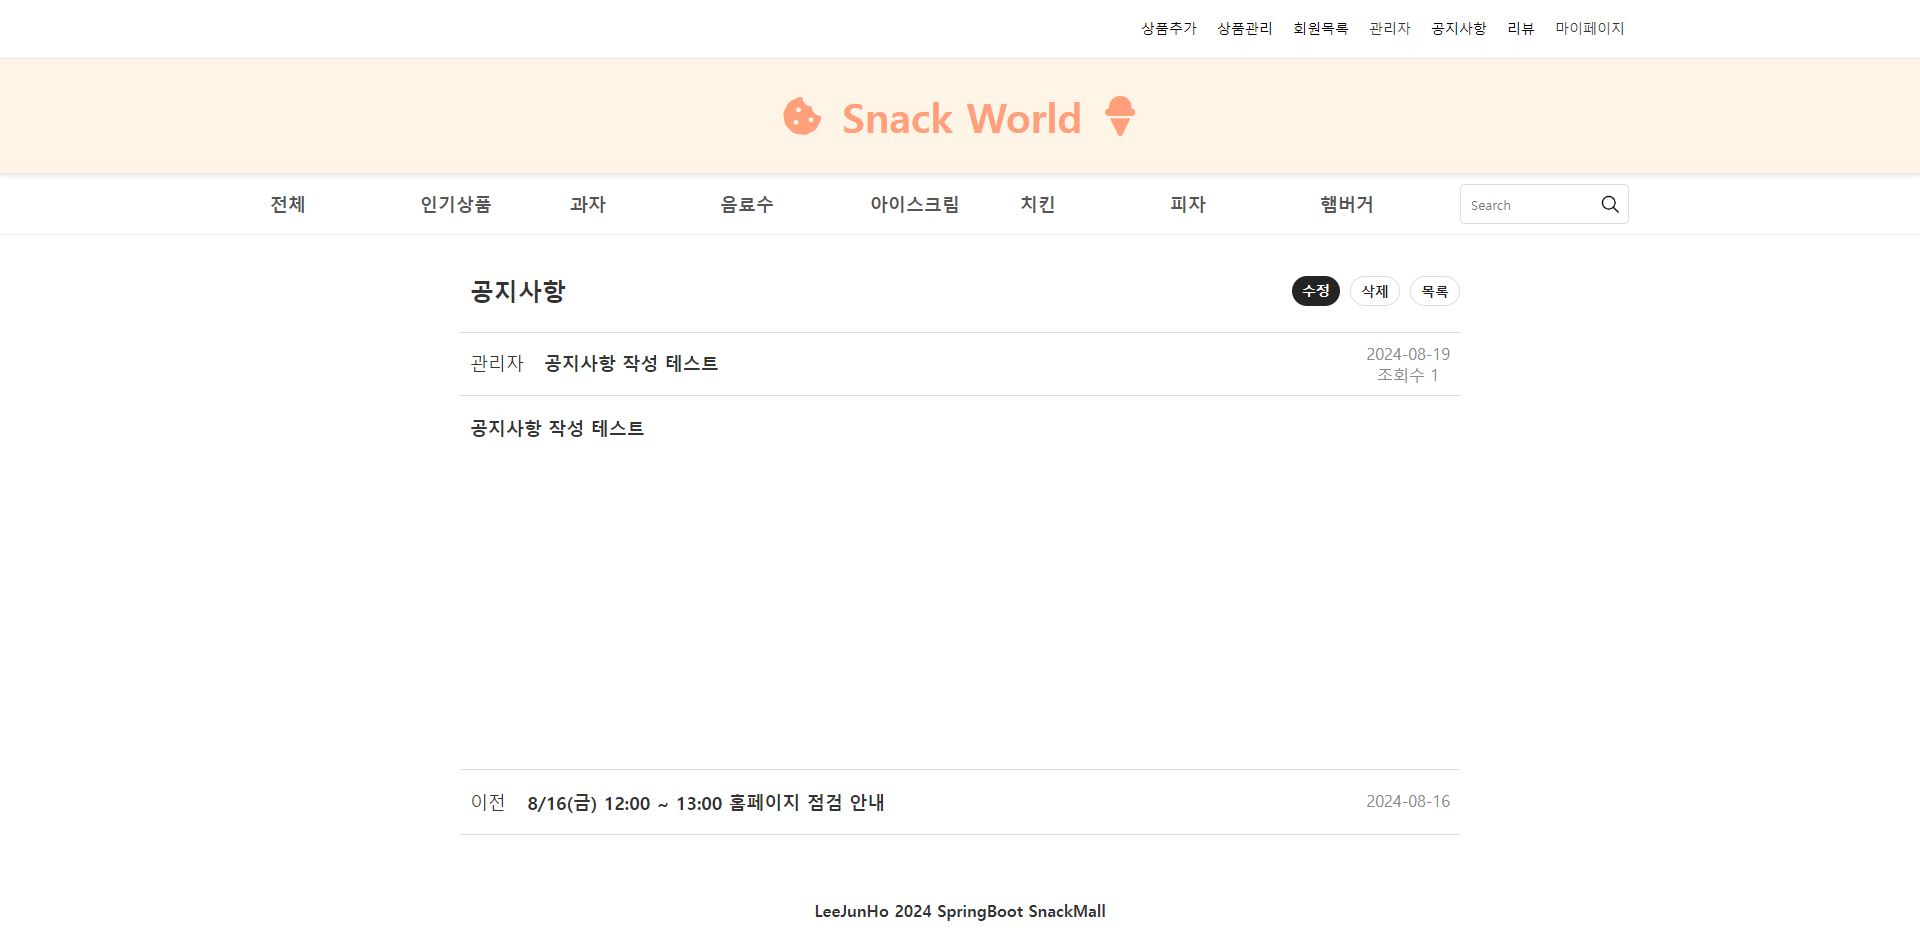 상품추가 상품관리 회원목록 관리자 공지사항 리뷰 마이페이지
Snack World
전체 인기상품 과자 음료수 아이스크림 치킨 피자 햄버거 Search
공지사항 수정 삭제 목록
관리자 공지사항 작성 테스트 2024-08-19
조회수 1
공지사항 작성 테스트
이전 8/16(금) 12:00 ~ 13:00 홈페이지 점검 안내 2024-08-16
LeeJunHo 2024 SpringBoot SnackMall